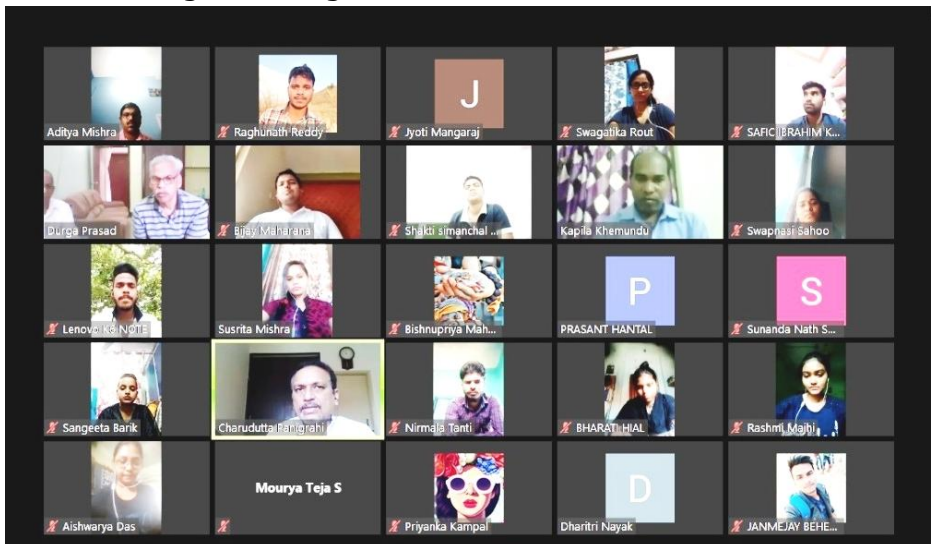 Aditya Mishra
Raghunath Reddy
J
Jyoti Mangaraj
Swagatika Rout
SAFIC IBRAHIM K...
Durga Prasad
Bijay Maharana
Shakti simanchal ...
Kapila Khemundu
Swapnasi Sahoo
Lenovo K8 NOTE
Susrita Mishra
Bishnupriya Mah...
P
PRASANT HANTAL
S
Sunanda Nath S...
Sangeeta Barik
Charudutta Panigrahi
Nirmala Tanti
BHARATI HIAL
Rashmi Majhi
Aishwarya Das
Mourya Teja S
Priyanka Kampal
D
Dharitri Nayak
JANMEJAY BEHE...